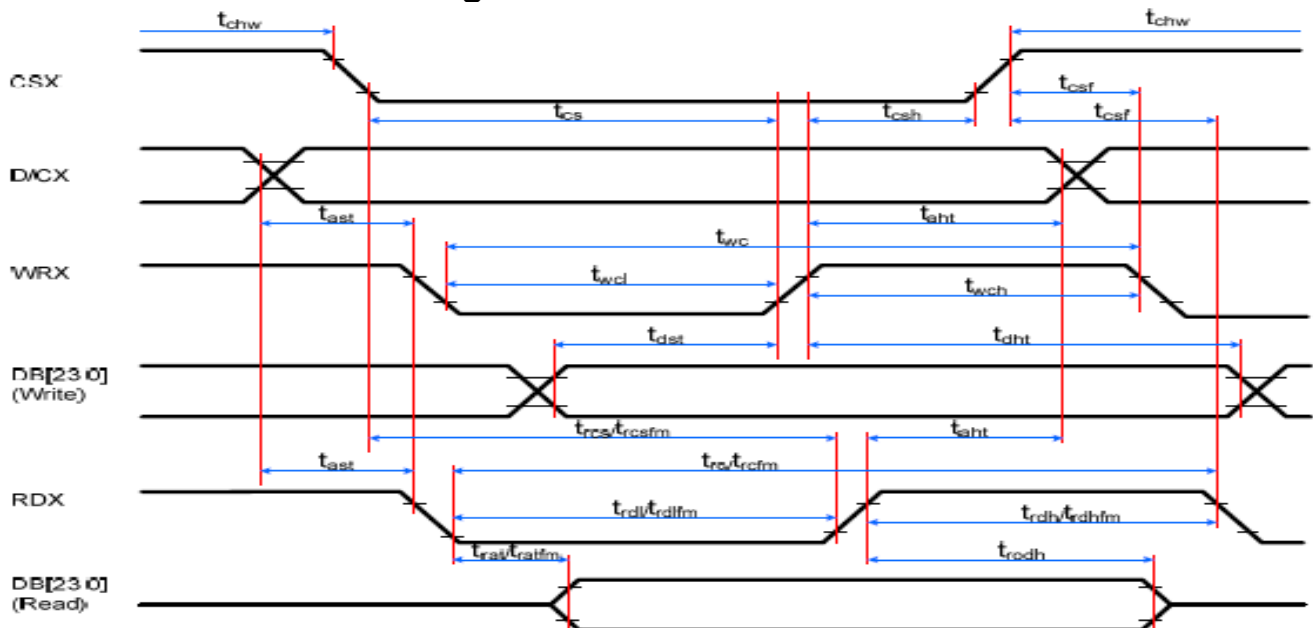 tchw tchw
CSX
tcsf
tcs tcsh tcsf
D/CX
tast taht
twc
WRX
twcl twch
tdst tdht
DB[23:0]
(Write)
trcs/trcsfm taht
tast trc/trcfm
RDX
trdl/trdlfm trdh/trdhfm
trat/tratfm trodh
DB[23:0]
(Read)